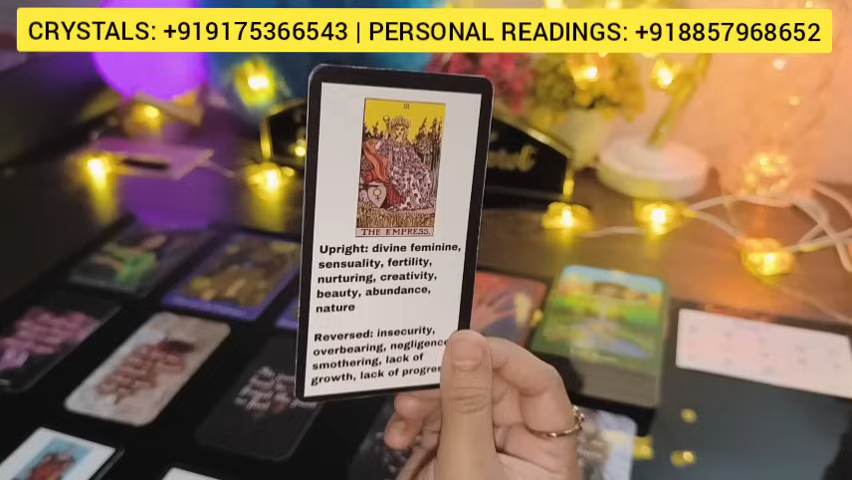 CRYSTALS: +919175366543 | PERSONAL READINGS: +918857968652
III
THE EMPRESS.
Upright: divine feminine,
sensuality, fertility,
nurturing, creativity,
beauty, abundance,
nature
Reversed: insecurity,
overbearing, negligence
smothering, lack of
growth, lack of progre